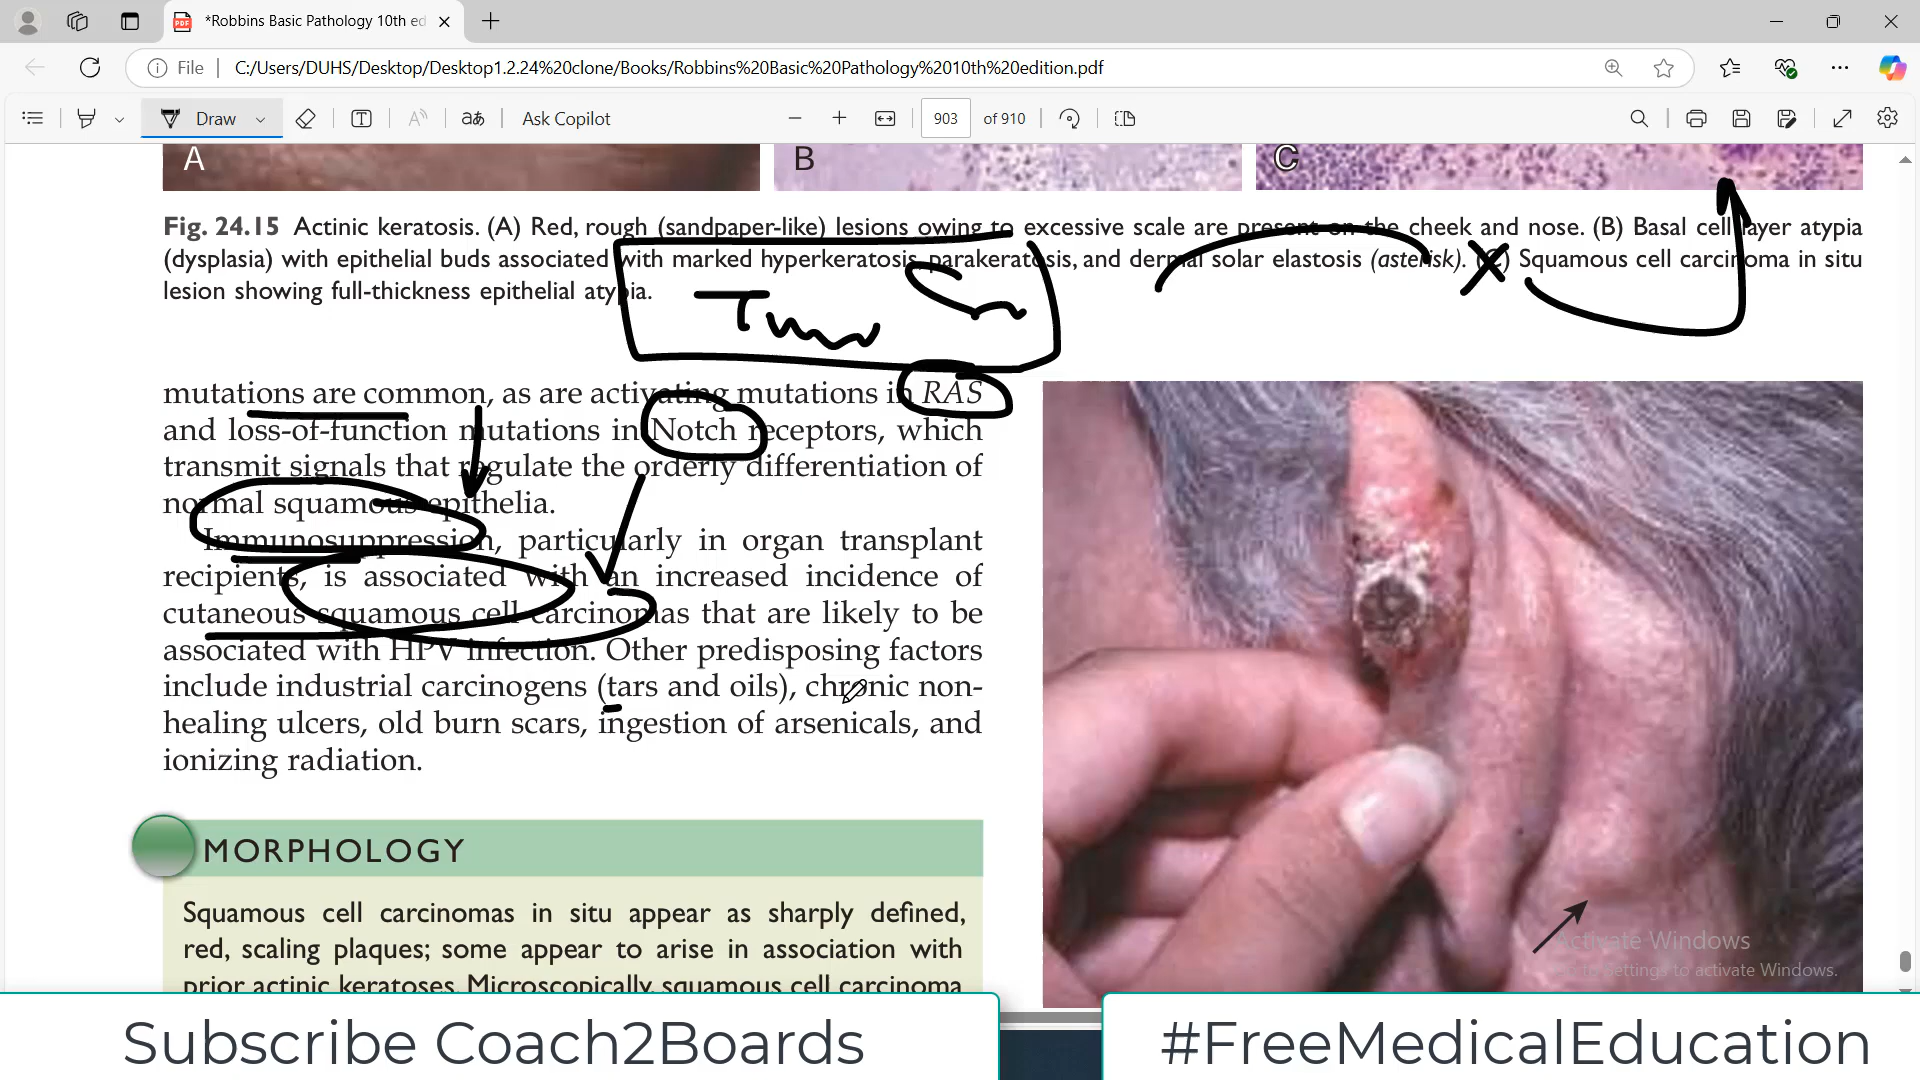 *Robbins Basic Pathology 10th ed
File
C:/Users/DUHS/Desktop/Desktop1.2.24%20clone/Books/Robbins%20Basic%20Pathology%2010th%20edition.pdf
Draw
aあ
Ask Copilot
903 of 910
A
B
C
Fig. 24.15 Actinic keratosis. (A) Red, rough (sandpaper-like) lesions owing to excessive scale are present on the cheek and nose. (B) Basal cell layer atypia
(dysplasia) with epithelial buds associated with marked hyperkeratosis, parakeratosis, and dermal solar elastosis (asterisk). (C) Squamous cell carcinoma in situ
lesion showing full-thickness epithelial atypia.
mutations are common, as are activating mutations in RAS
and loss-of-function mutations in Notch receptors, which
transmit signals that regulate the orderly differentiation of
normal squamous epithelia.
Immunosuppression, particularly in organ transplant
recipients, is associated with an increased incidence of
cutaneous squamous cell carcinomas that are likely to be
associated with HPV infection. Other predisposing factors
include industrial carcinogens (tars and oils), chronic non-
healing ulcers, old burn scars, ingestion of arsenicals, and
ionizing radiation.
MORPHOLOGY
Squamous cell carcinomas in situ appear as sharply defined,
red, scaling plaques; some appear to arise in association with
prior actinic keratoses. Microscopically, squamous cell carcinoma
Activate Windows
Go to Settings to activate Windows.
Subscribe Coach2Boards
#FreeMedicalEducation